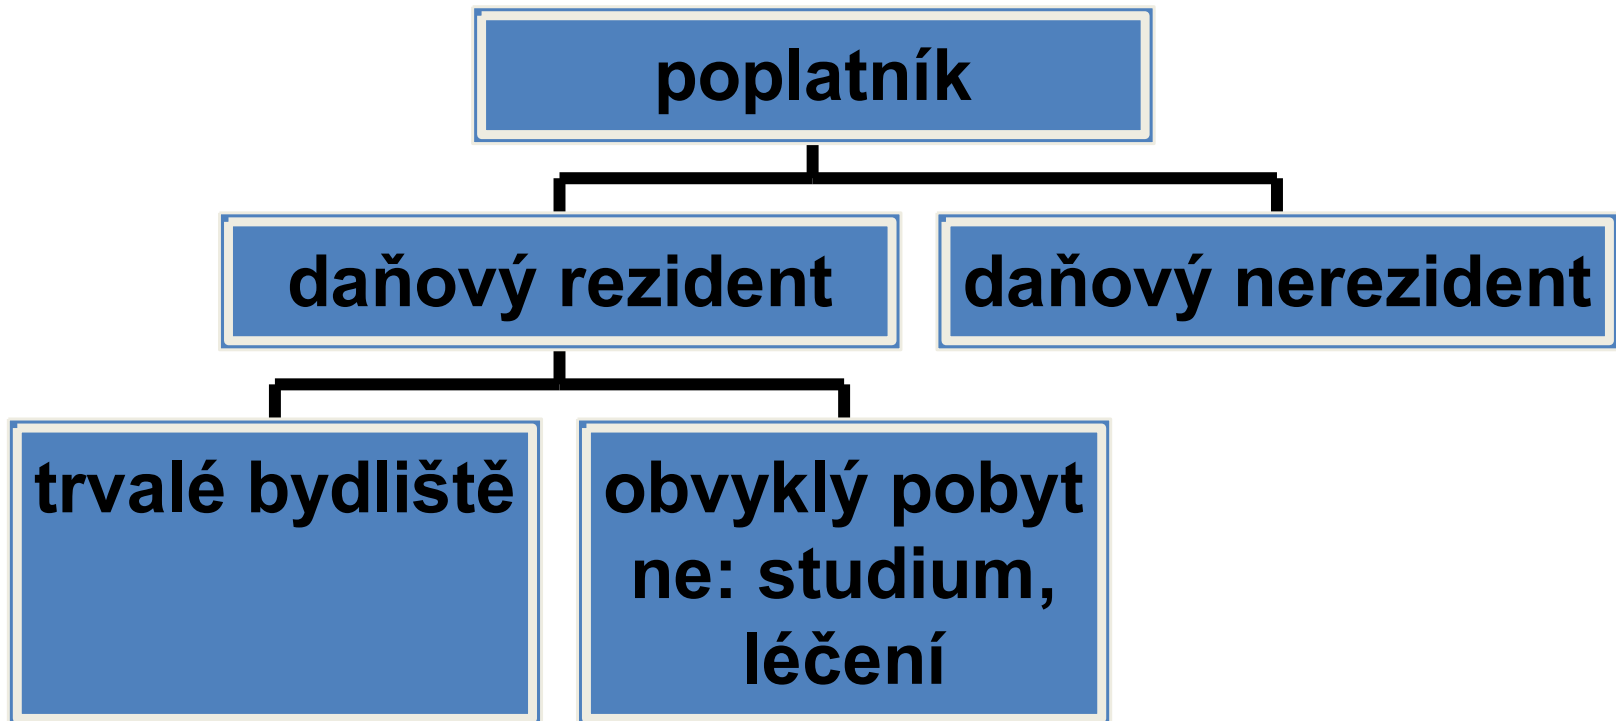 poplatník
daňový rezident
daňový nerezident
trvalé bydliště
obvyklý pobyt
ne: studium,
léčení